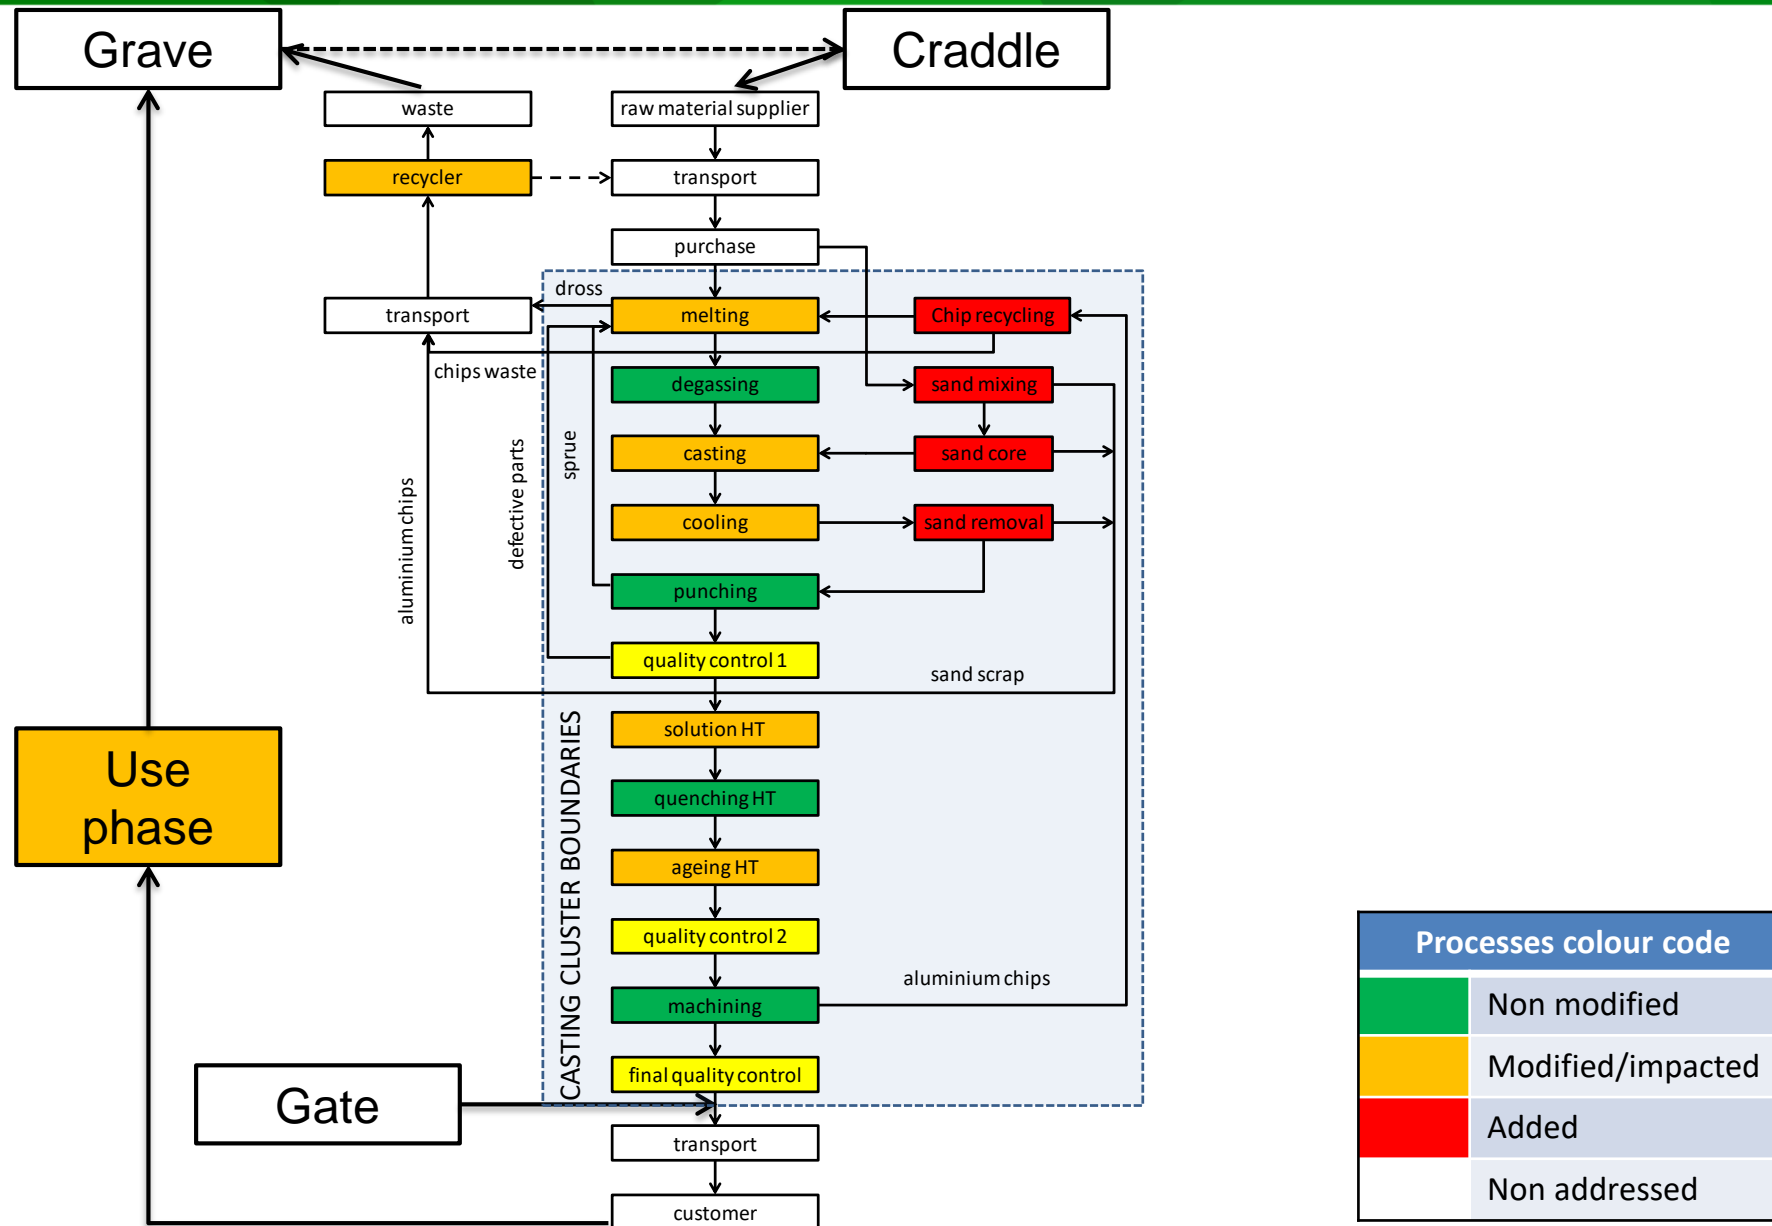 Grave
Craddle
waste
raw material supplier
recycler
transport
purchase
dross
transport
melting
Chip recycling
chips waste
degassing
sand mixing
sprue
defective parts
aluminium chips
casting
sand core
cooling
sand removal
punching
quality control 1
sand scrap
CASTING CLUSTER BOUNDARIES
solution HT
Use
phase
quenching HT
ageing HT
quality control 2
aluminium chips
machining
final quality control
Gate
transport
customer
Processes colour code
Non modified
Modified/impacted
Added
Non addressed